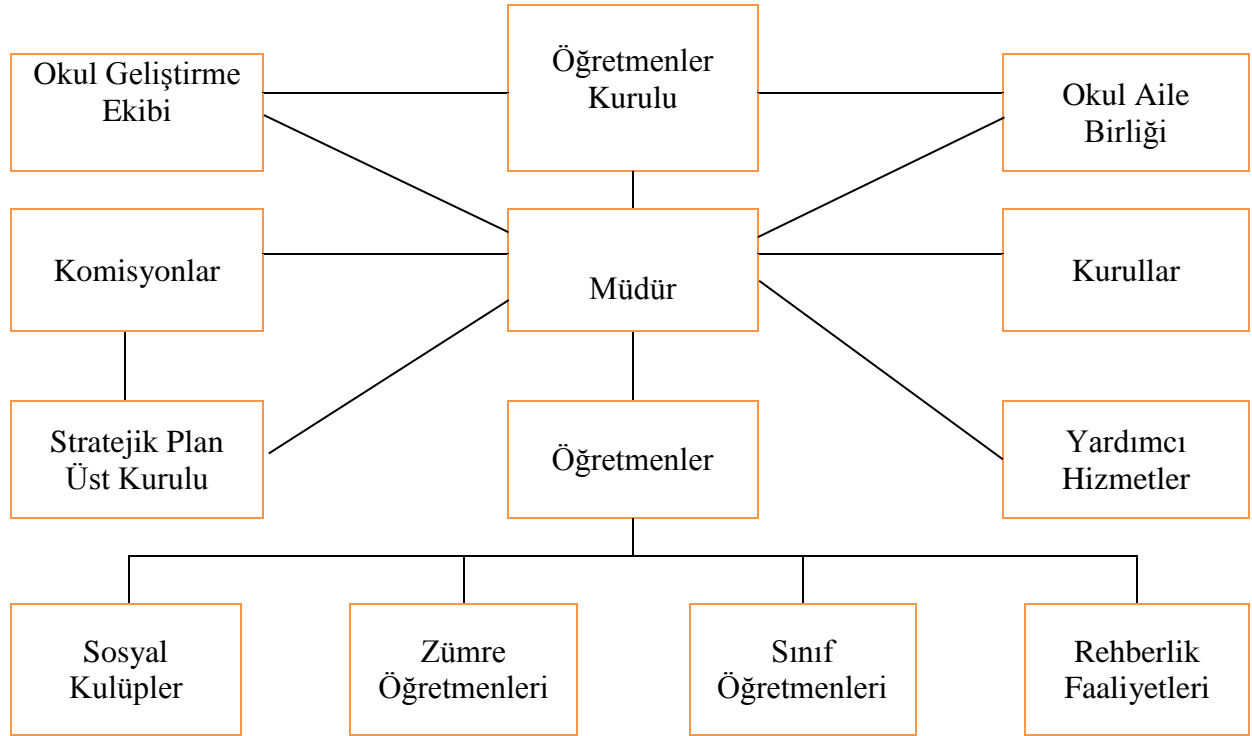 Okul Geliştirme
Ekibi
Öğretmenler
Kurulu
Okul Aile
Birliği
Komisyonlar
Müdür
Kurullar
Stratejik Plan
Üst Kurulu
Öğretmenler
Yardımcı
Hizmetler
Sosyal
Kulüpler
Zümre
Öğretmenleri
Sınıf
Öğretmenleri
Rehberlik
Faaliyetleri